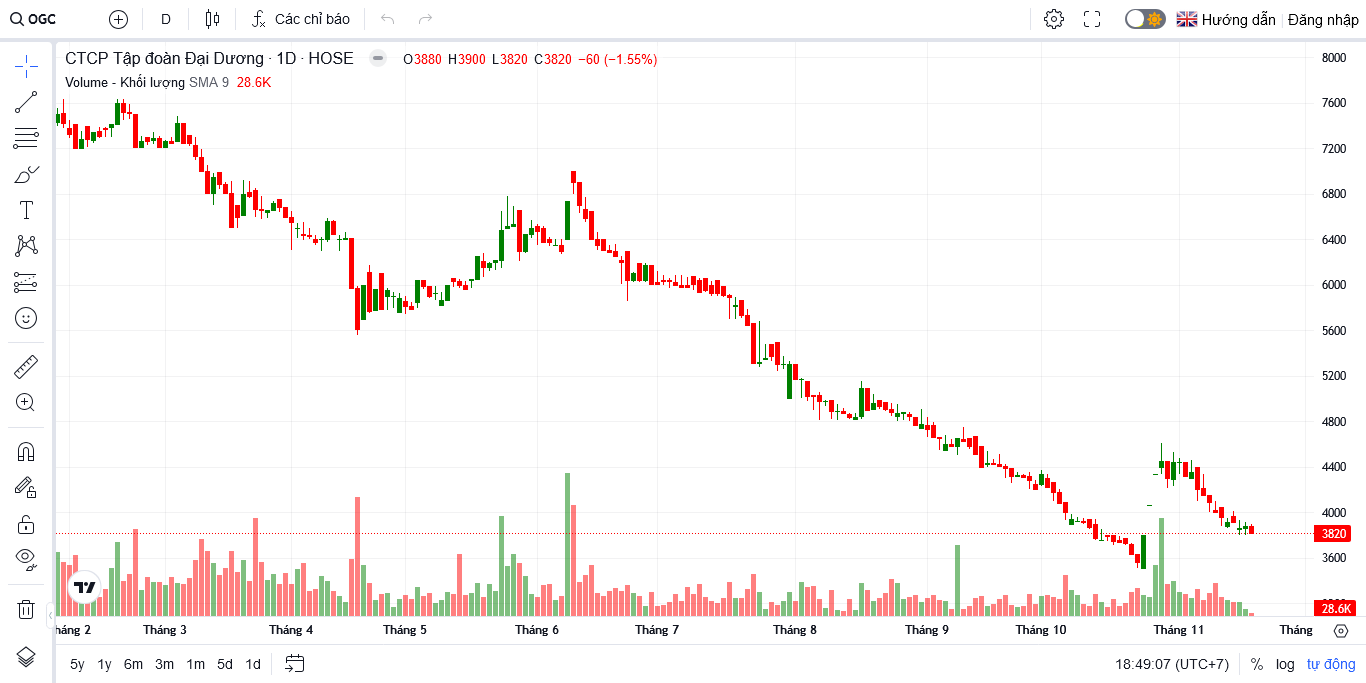 OGC D Các chỉ báo Hướng dẫn Đăng nhập
CTCP Tập đoàn Đại Dương · 1D · HOSE O3880 H3900 L3820 C3820 −60 (−1.55%)
Volume - Khối lượng SMA 9 28.6K
8000
7600
7200
6800
6400
6000
5600
5200
4800
4400
4000
3820
3600
28.6K
háng 2 Tháng 3 Tháng 4 Tháng 5 Tháng 6 Tháng 7 Tháng 8 Tháng 9 Tháng 10 Tháng 11 Tháng
5y 1y 6m 3m 1m 5d 1d 18:49:07 (UTC+7) % log tự động